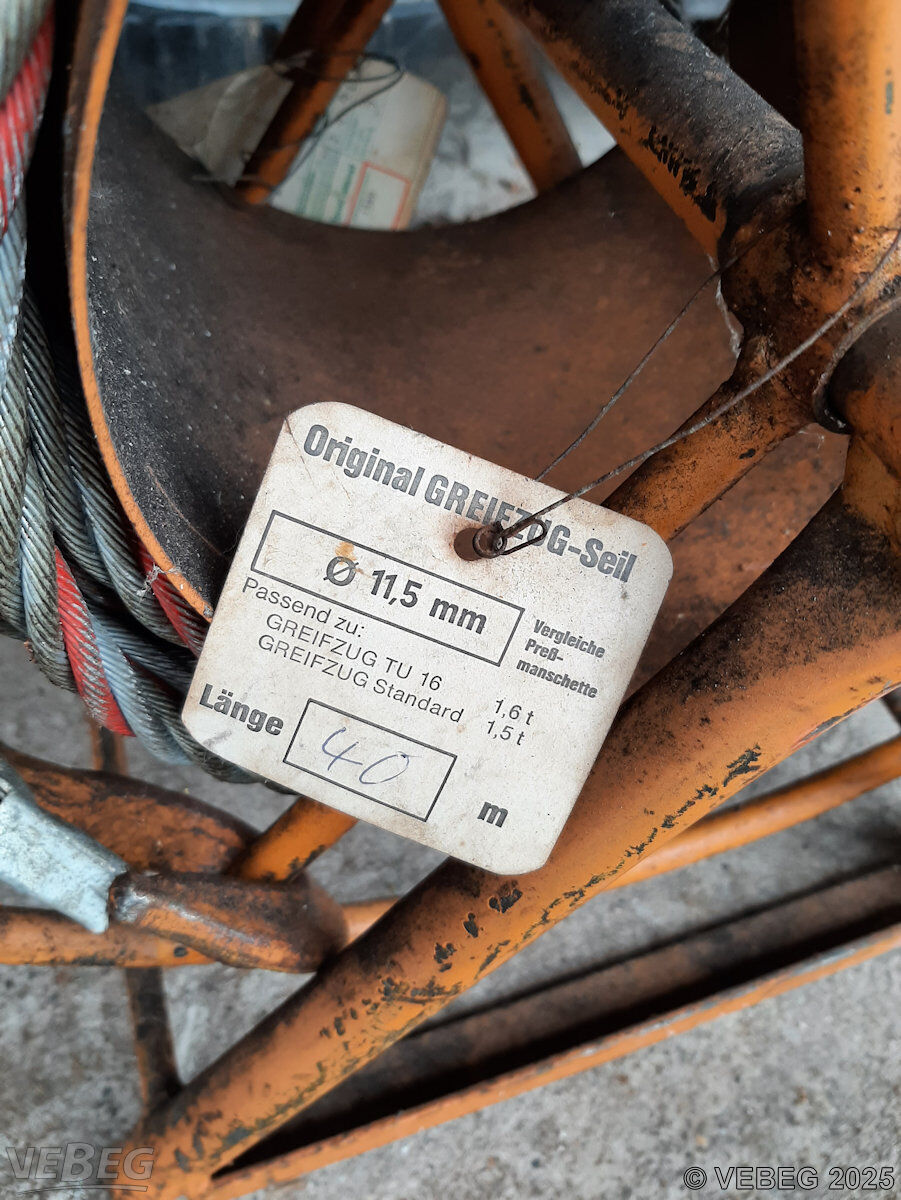 Original GREIFZUG-Seil
Ø 11,5 mm
Vergleiche
Preß-
manschette
Passend zu:
GREIFZUG TU 16 1,6 t
GREIFZUG Standard 1,5 t
Länge 40 m
VEBEG
© VEBEG 2025